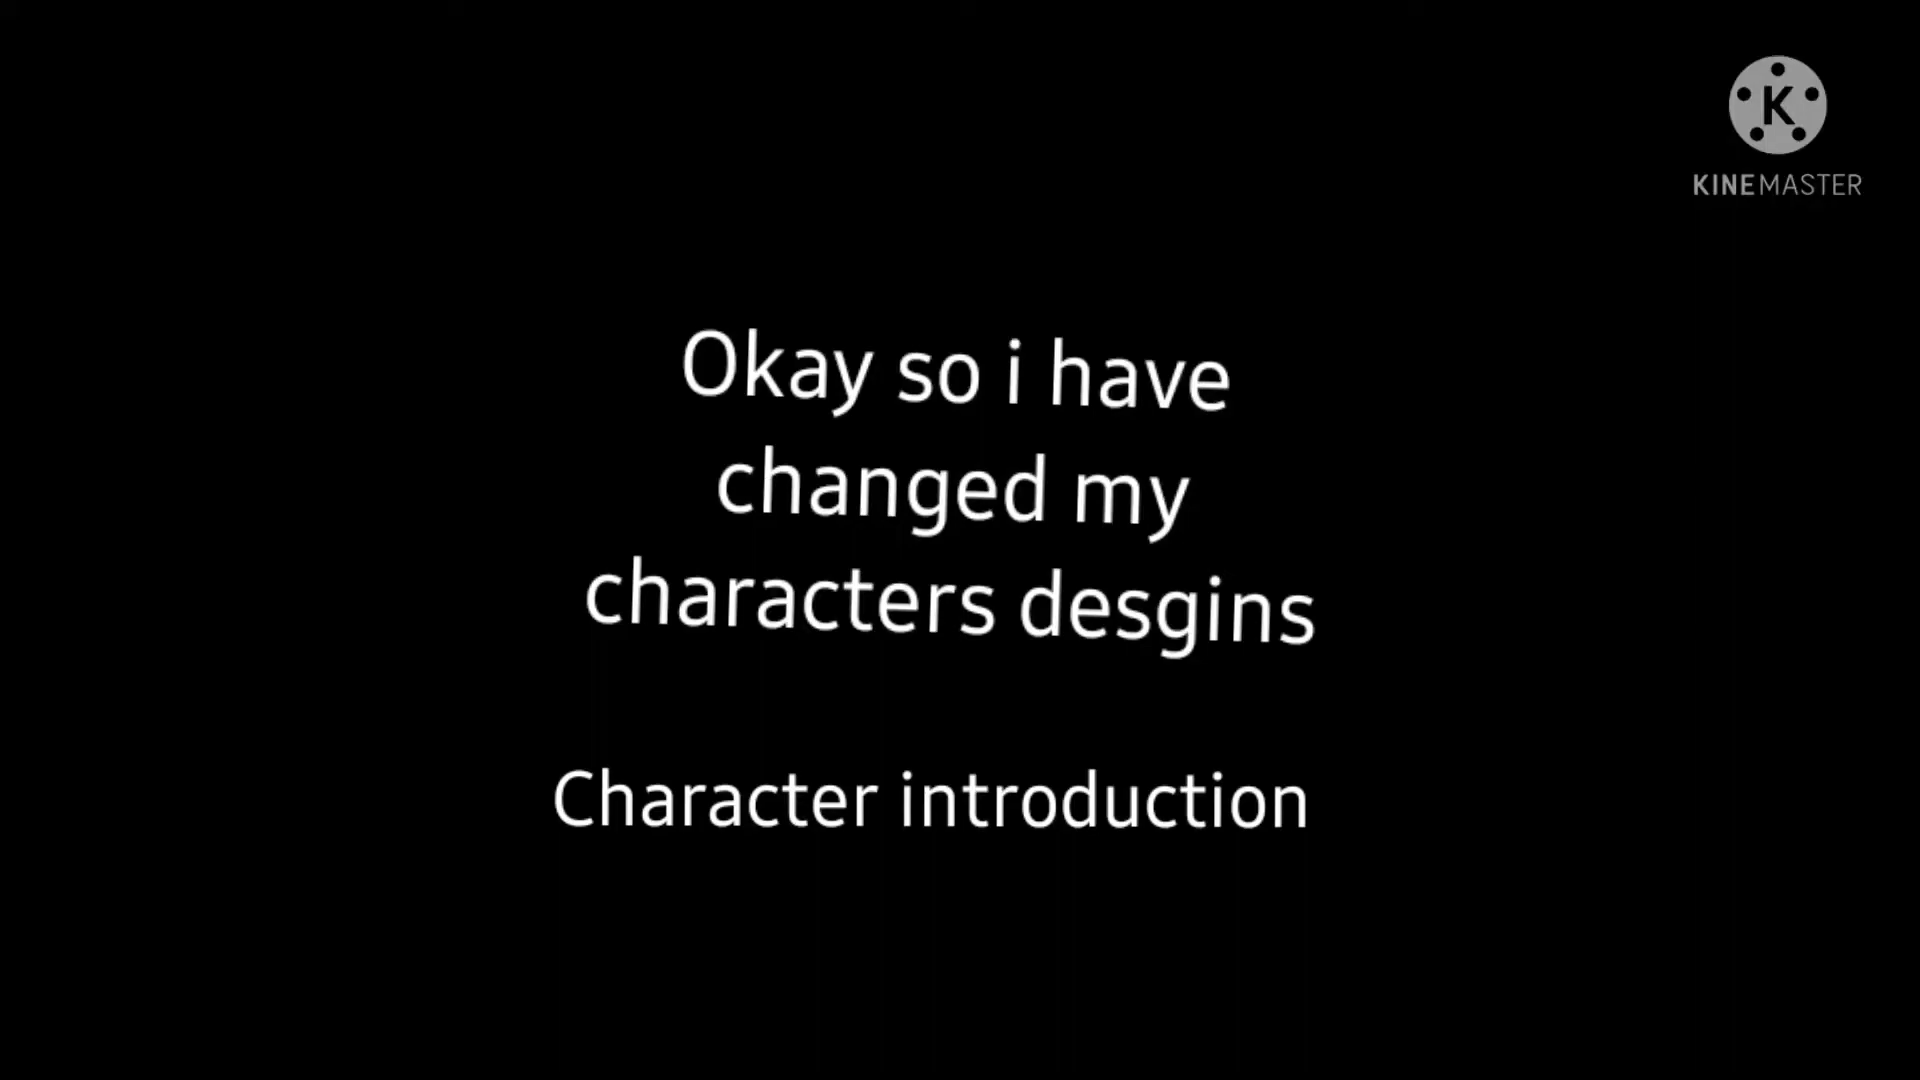 K
KINEMASTER
Okay so i have
changed my
characters desgins
Character introduction